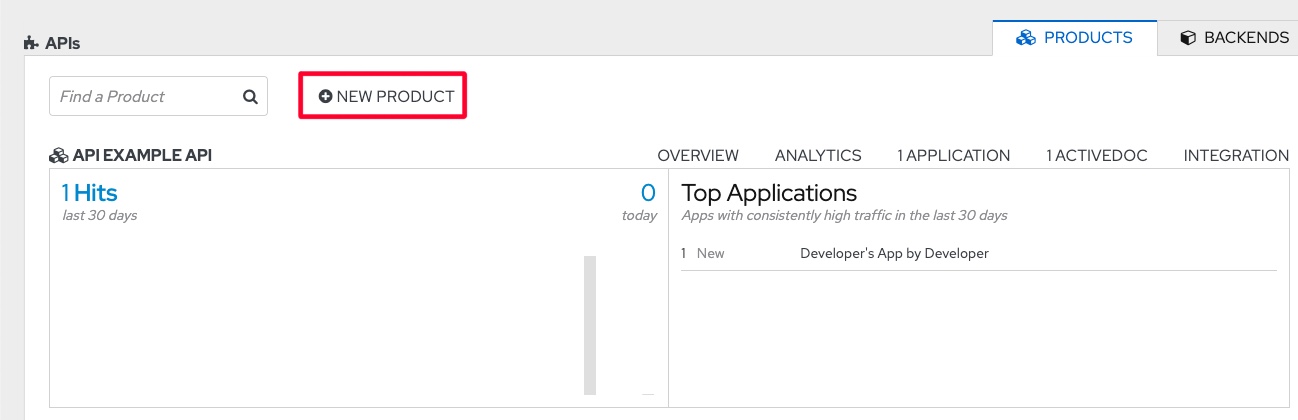 APIs
PRODUCTS
BACKENDS
Find a Product
NEW PRODUCT
API EXAMPLE API
OVERVIEW
ANALYTICS
1 APPLICATION
1 ACTIVEDOC
INTEGRATION
1 Hits
0
last 30 days
today
Top Applications
Apps with consistently high traffic in the last 30 days
1 New Developer's App by Developer